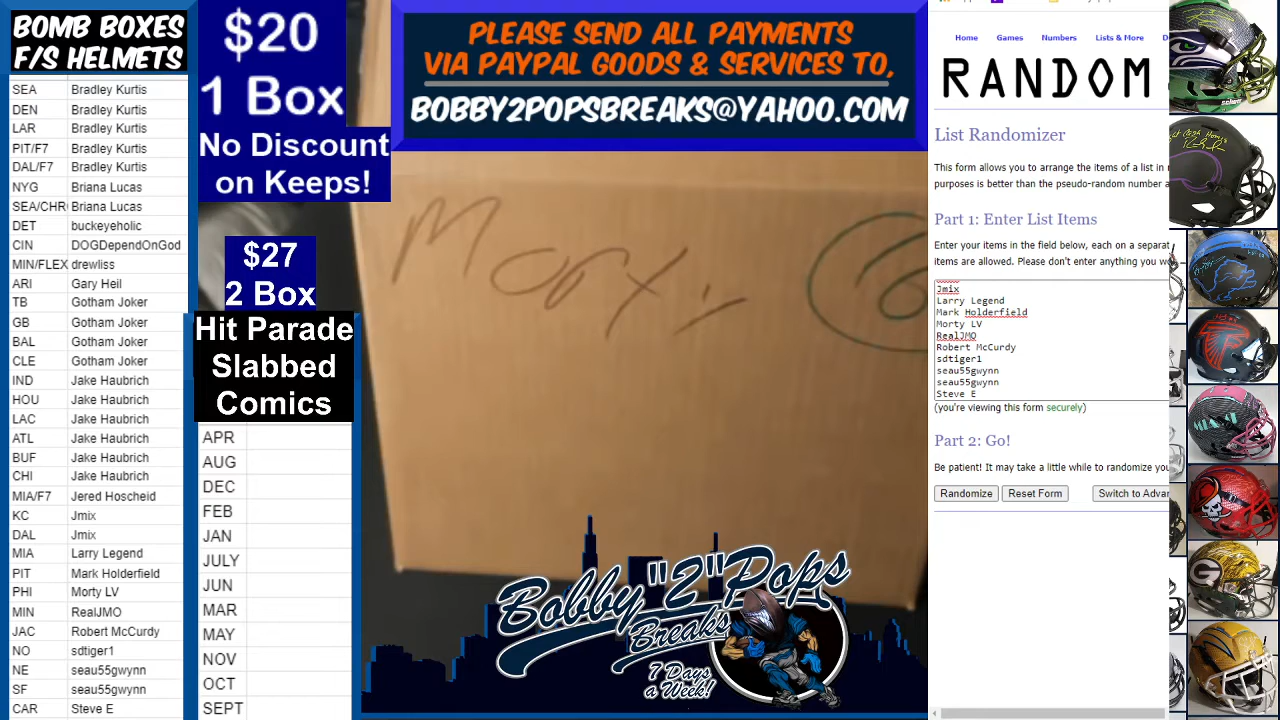 BOMB BOXES
F/S HELMETS
SEA Bradley Kurtis
DEN Bradley Kurtis
LAR Bradley Kurtis
PIT/F7 Bradley Kurtis
DAL/F7 Bradley Kurtis
NYG Briana Lucas
SEA/CHR Briana Lucas
DET buckeyeholic
CIN DOGDependOnGod
MIN/FLEX drewliss
ARI Gary Heil
TB Gotham Joker
GB Gotham Joker
BAL Gotham Joker
CLE Gotham Joker
IND Jake Haubrich
HOU Jake Haubrich
LAC Jake Haubrich
ATL Jake Haubrich
BUF Jake Haubrich
CHI Jake Haubrich
MIA/F7 Jered Hoscheid
KC Jmix
DAL Jmix
MIA Larry Legend
PIT Mark Holderfield
PHI Morty LV
MIN RealJMO
JAC Robert McCurdy
NO sdtiger1
NE seau55gwynn
SF seau55gwynn
CAR Steve E
$20
1 Box
No Discount
on Keeps!
$27
2 Box
Hit Parade
Slabbed
Comics
APR
AUG
DEC
FEB
JAN
JULY
JUN
MAR
MAY
NOV
OCT
SEPT
PLEASE SEND ALL PAYMENTS
VIA PAYPAL GOODS & SERVICES TO,
BOBBY2POPSBREAKS@YAHOO.COM
Bobby "2" Pops
Breaks
7 Days
a Week!
Home Games Numbers Lists & More
RANDOM
List Randomizer
This form allows you to arrange the items of a list in
purposes is better than the pseudo-random number
Part 1: Enter List Items
Enter your items in the field below, each on a separat
items are allowed. Please don't enter anything you
Jmix
Larry Legend
Mark Holderfield
Morty LV
RealJMO
Robert McCurdy
sdtiger1
seau55gwynn
seau55gwynn
Steve E
(you're viewing this form securely)
Part 2: Go!
Be patient! It may take a little while to randomize you
Randomize Reset Form Switch to Advan